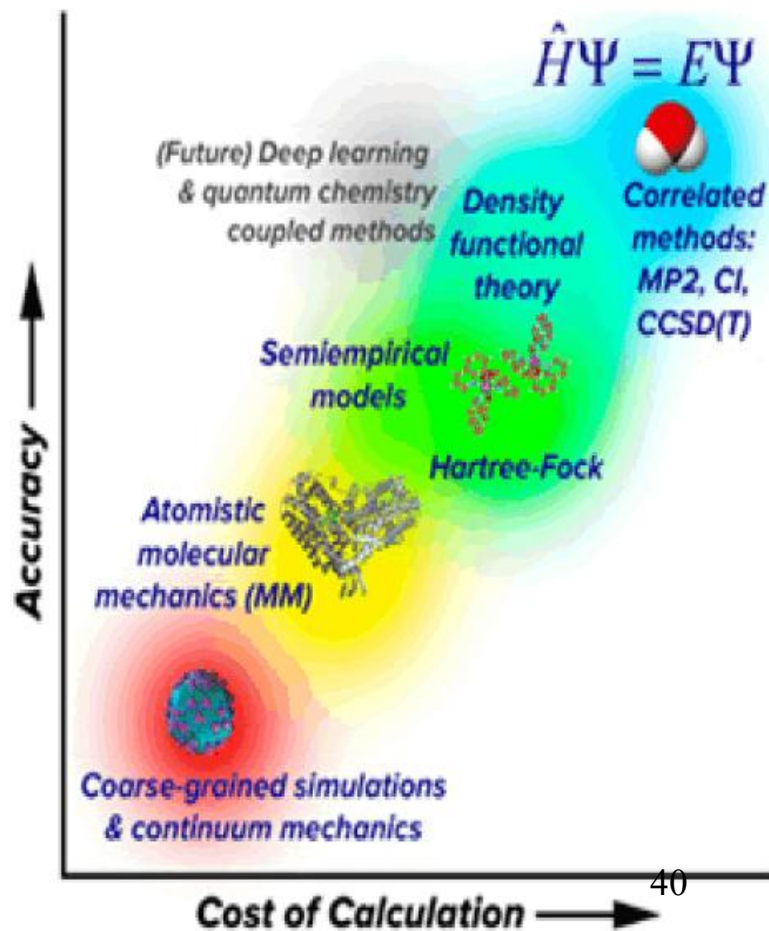 ĤΨ = EΨ
(Future) Deep learning
& quantum chemistry
coupled methods
Density
functional
theory
Correlated
methods:
MP2, CI,
CCSD(T)
Semiempirical
models
Hartree-Fock
Atomistic
molecular
mechanics (MM)
Coarse-grained simulations
& continuum mechanics
Accuracy
40
Cost of Calculation